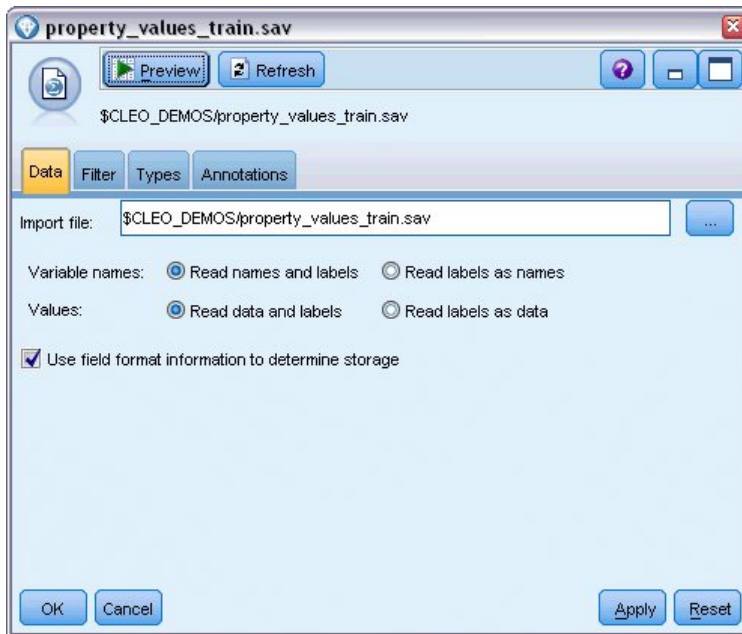 property_values_train.sav
Preview Refresh
$CLEO_DEMOS/property_values_train.sav
Data Filter Types Annotations
Import file: $CLEO_DEMOS/property_values_train.sav ...
Variable names: Read names and labels Read labels as names
Values: Read data and labels Read labels as data
Use field format information to determine storage
OK Cancel Apply Reset